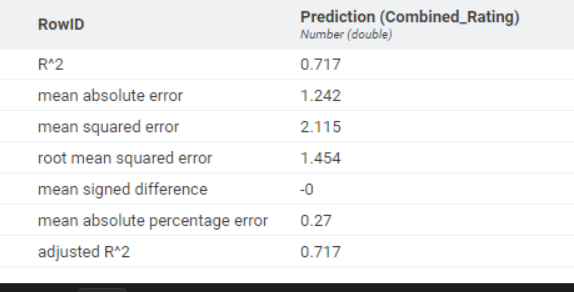 RowID Prediction (Combined_Rating)
Number (double)
R^2 0.717
mean absolute error 1.242
mean squared error 2.115
root mean squared error 1.454
mean signed difference -0
mean absolute percentage error 0.27
adjusted R^2 0.717